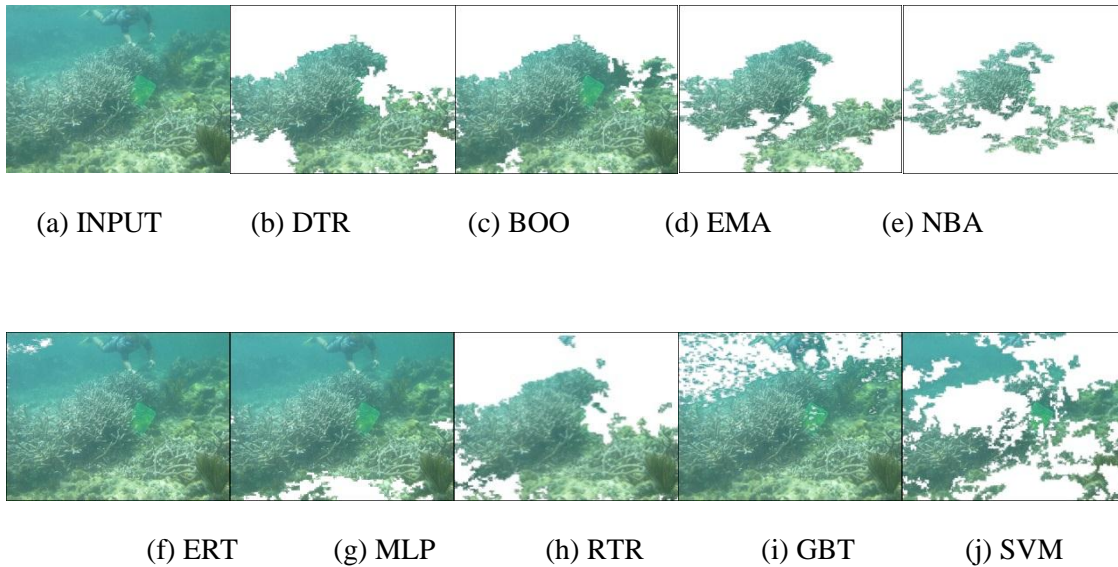 (a) INPUT (b) DTR (c) BOO (d) EMA (e) NBA
(f) ERT (g) MLP (h) RTR (i) GBT (j) SVM